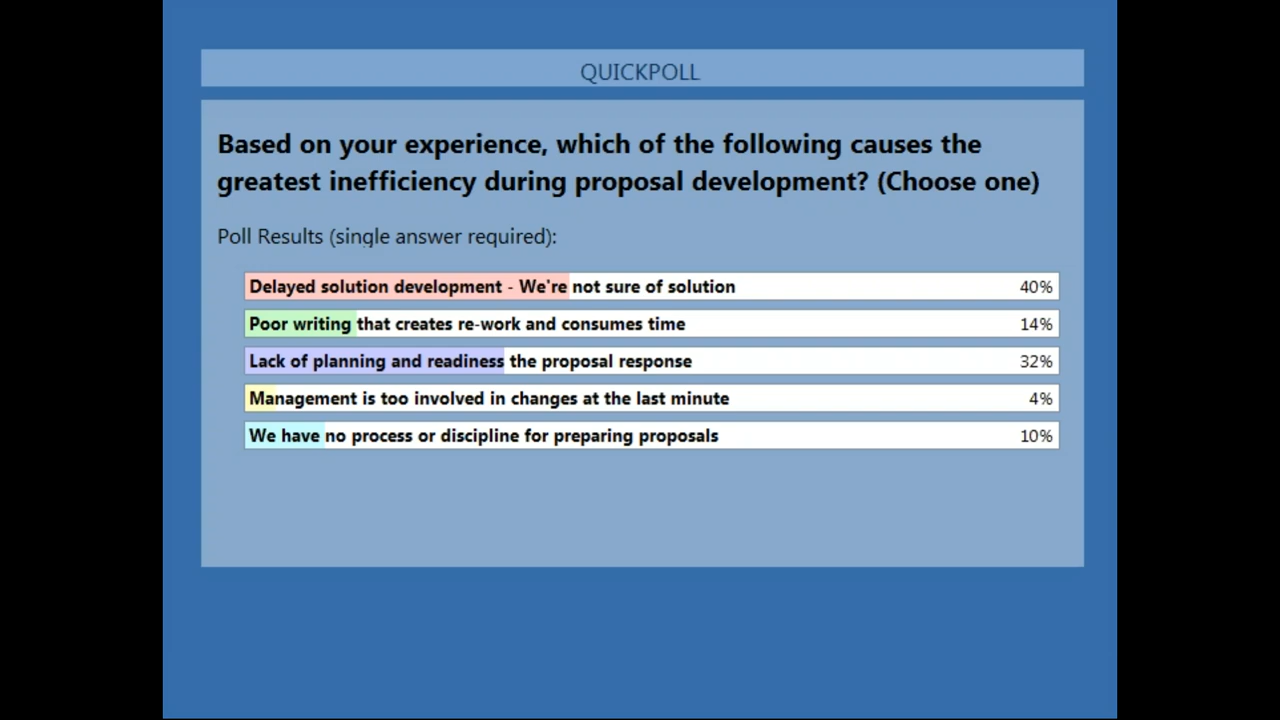 QUICKPOLL
Based on your experience, which of the following causes the
greatest inefficiency during proposal development? (Choose one)
Poll Results (single answer required):
Delayed solution development - We're not sure of solution 40%
Poor writing that creates re-work and consumes time 14%
Lack of planning and readiness the proposal response 32%
Management is too involved in changes at the last minute 4%
We have no process or discipline for preparing proposals 10%